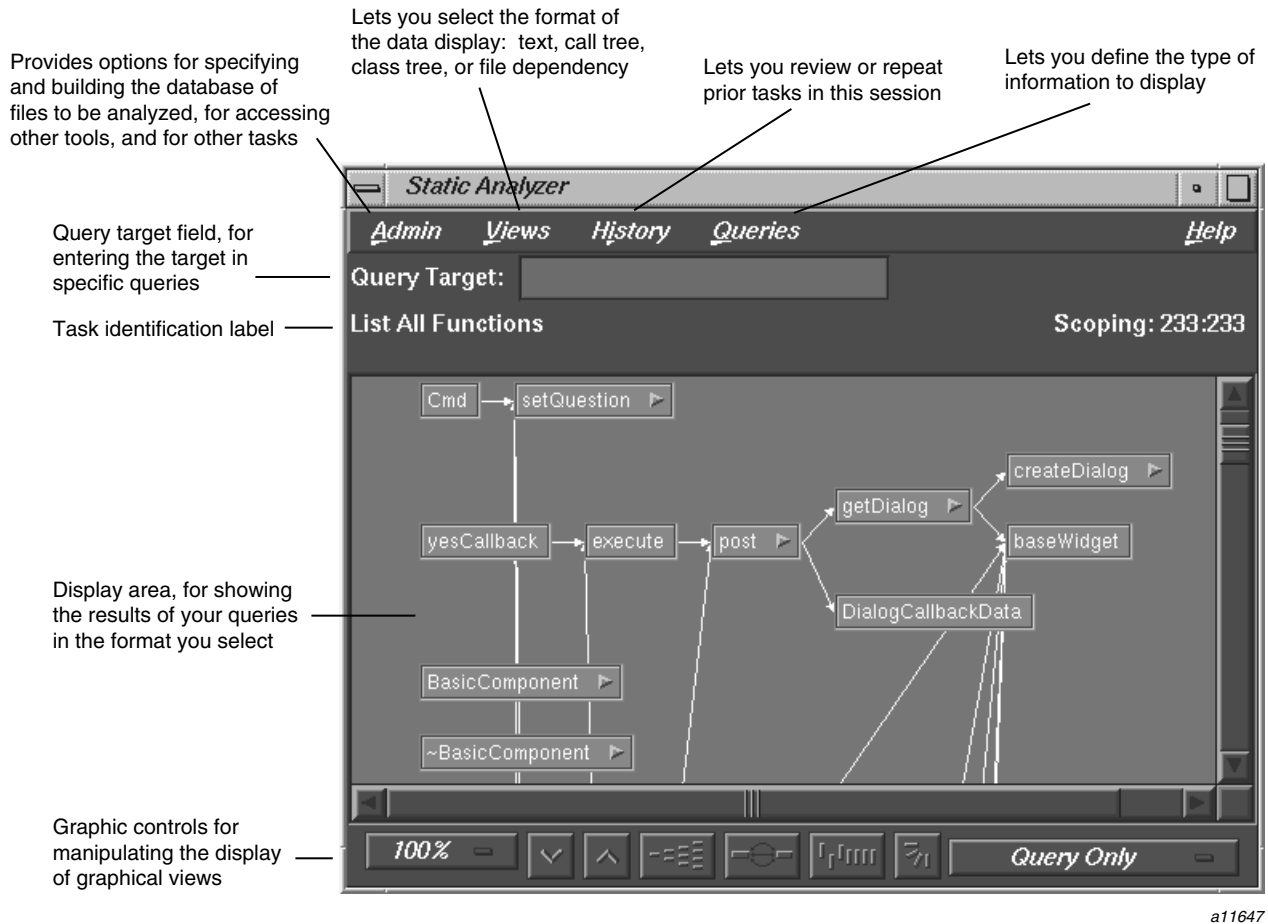 Lets you select the format of
the data display: text, call tree,
class tree, or file dependency
Provides options for specifying
and building the database of
files to be analyzed, for accessing
other tools, and for other tasks
Lets you review or repeat
prior tasks in this session
Lets you define the type of
information to display
Static Analyzer
Admin Views History Queries Help
Query target field, for
entering the target in
specific queries
Query Target:
Task identification label
List All Functions Scoping: 233:233
Cmd setQuestion
createDialog
getDialog
yesCallback execute post baseWidget
Display area, for showing
the results of your queries
in the format you select
DialogCallbackData
BasicComponent
~BasicComponent
Graphic controls for
manipulating the display
of graphical views
100% Query Only
a11647